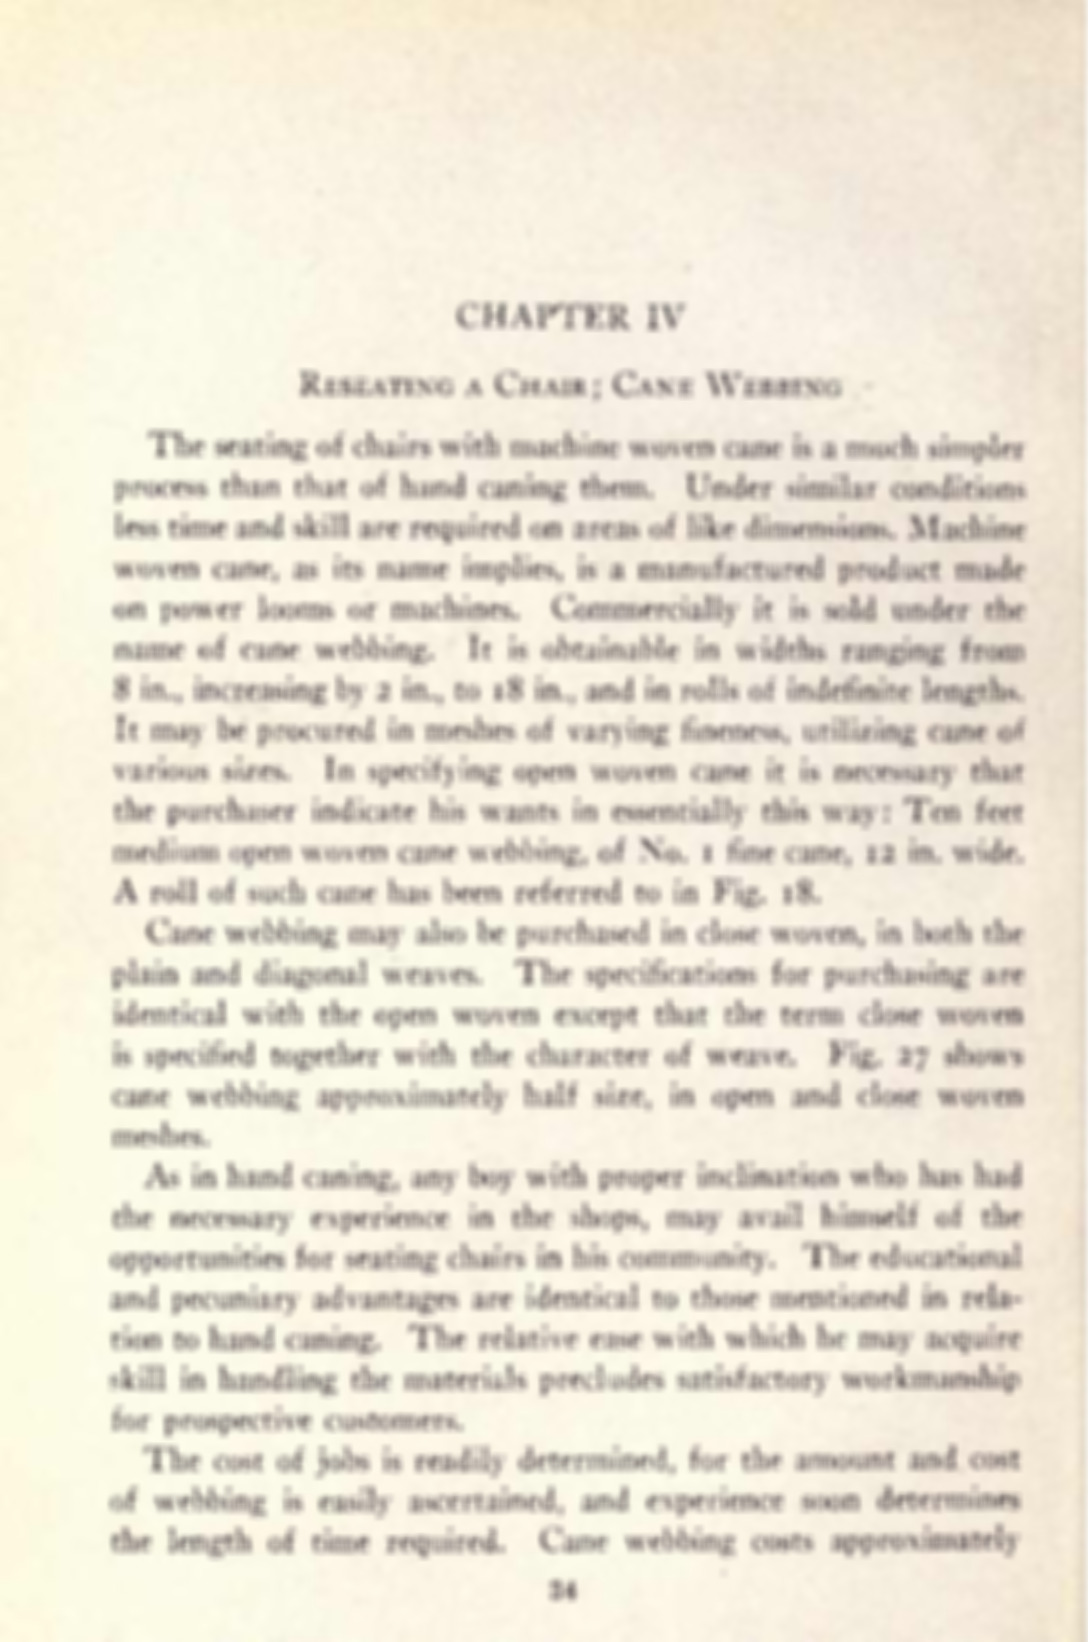 CHAPTER IV
Reseating a Chair; Cane Webbing
The seating of chairs with machine woven cane is a much simpler
process than that of hand caning them. Under similar conditions
less time and skill are required on areas of like dimensions. Machine
woven cane, as its name implies, is a manufactured product made
on power looms or machines. Commercially it is sold under the
name of cane webbing. It is obtainable in widths ranging from
8 in., increasing by 2 in., to 18 in., and in rolls of indefinite lengths.
It may be procured in meshes of varying fineness, utilizing cane of
various sizes. In specifying open woven cane it is necessary that
the purchaser indicate his wants in essentially this way: Ten feet
medium open woven cane webbing, of No. 1 fine cane, 12 in. wide.
A roll of such cane has been referred to in Fig. 18.
Cane webbing may also be purchased in close woven, in both the
plain and diagonal weaves. The specifications for purchasing are
identical with the open woven except that the term close woven
is specified together with the character of weave. Fig. 27 shows
cane webbing approximately half size, in open and close woven
meshes.
As in hand caning, any boy with proper inclination who has had
the necessary experience in the shops, may avail himself of the
opportunities for seating chairs in his community. The educational
and pecuniary advantages are identical to those mentioned in rela-
tion to hand caning. The relative ease with which he may acquire
skill in handling the materials precludes satisfactory workmanship
for prospective customers.
The cost of jobs is readily determined, for the amount and cost
of webbing is easily ascertained, and experience soon determines
the length of time required. Cane webbing costs approximately
34